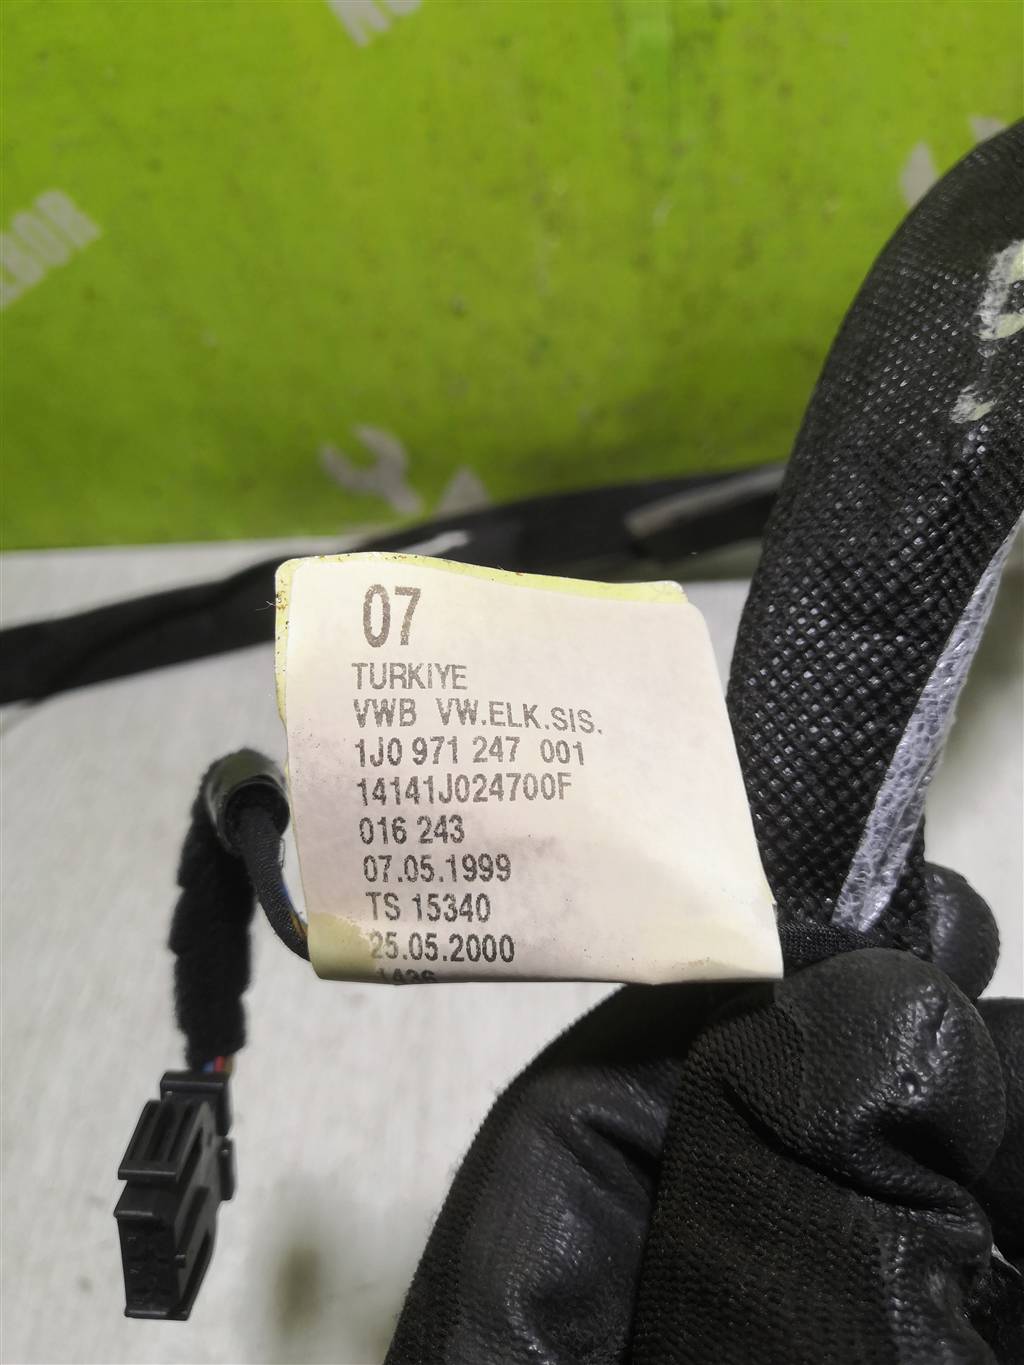 07
TURKIYE
VWB VW.ELK.SIS.
1J0 971 247 001
14141J024700F
016 243
07.05.1999
TS 15340
25.05.2000
1436